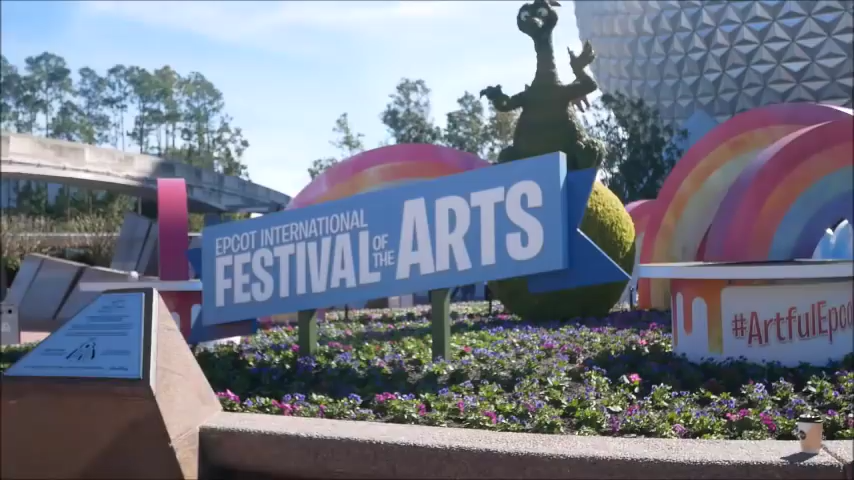 EPCOT INTERNATIONAL
FESTIVAL OF THE ARTS
#ArtfulEpco